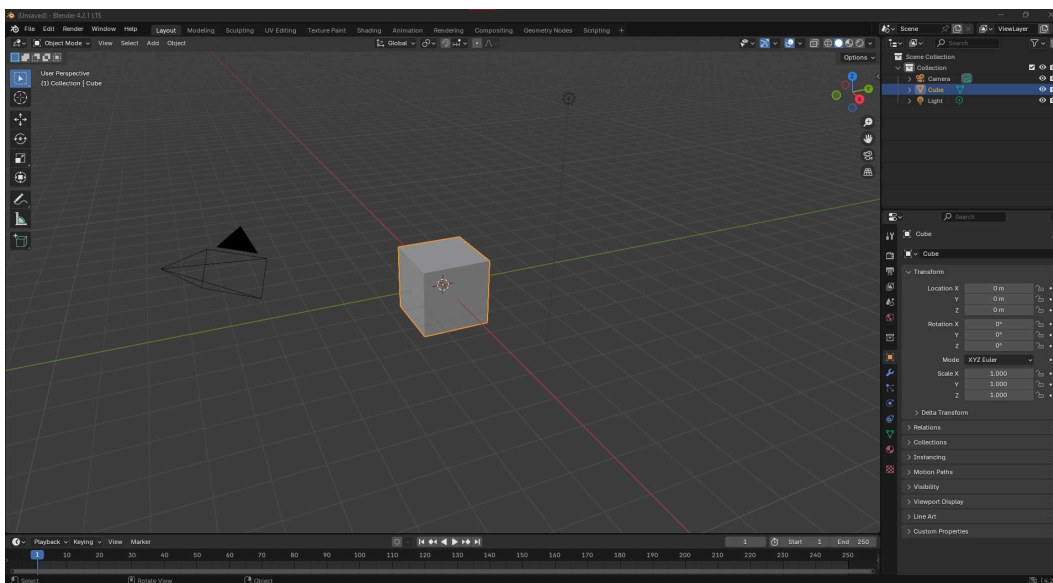 (Unsaved) - Blender 4.2.1 LTS
File Edit Render Window Help Layout Modeling Sculpting UV Editing Texture Paint Shading Animation Rendering Compositing Geometry Nodes Scripting + Scene ViewLayer
Object Mode View Select Add Object Global Search
Options
User Perspective
(1) Collection | Cube
Z
Y
X
Scene Collection
Collection
Camera
Cube
Light
Search
Cube
Cube
Transform
Location X 0 m
Y 0 m
Z 0 m
Rotation X 0°
Y 0°
Z 0°
Mode XYZ Euler
Scale X 1.000
Y 1.000
Z 1.000
Delta Transform
Relations
Collections
Instancing
Motion Paths
Visibility
Viewport Display
Line Art
Custom Properties
Playback Keying View Marker 1 Start 1 End 250
1 10 20 30 40 50 60 70 80 90 100 110 120 130 140 150 160 170 180 190 200 210 220 230 240 250
Select Rotate View Object